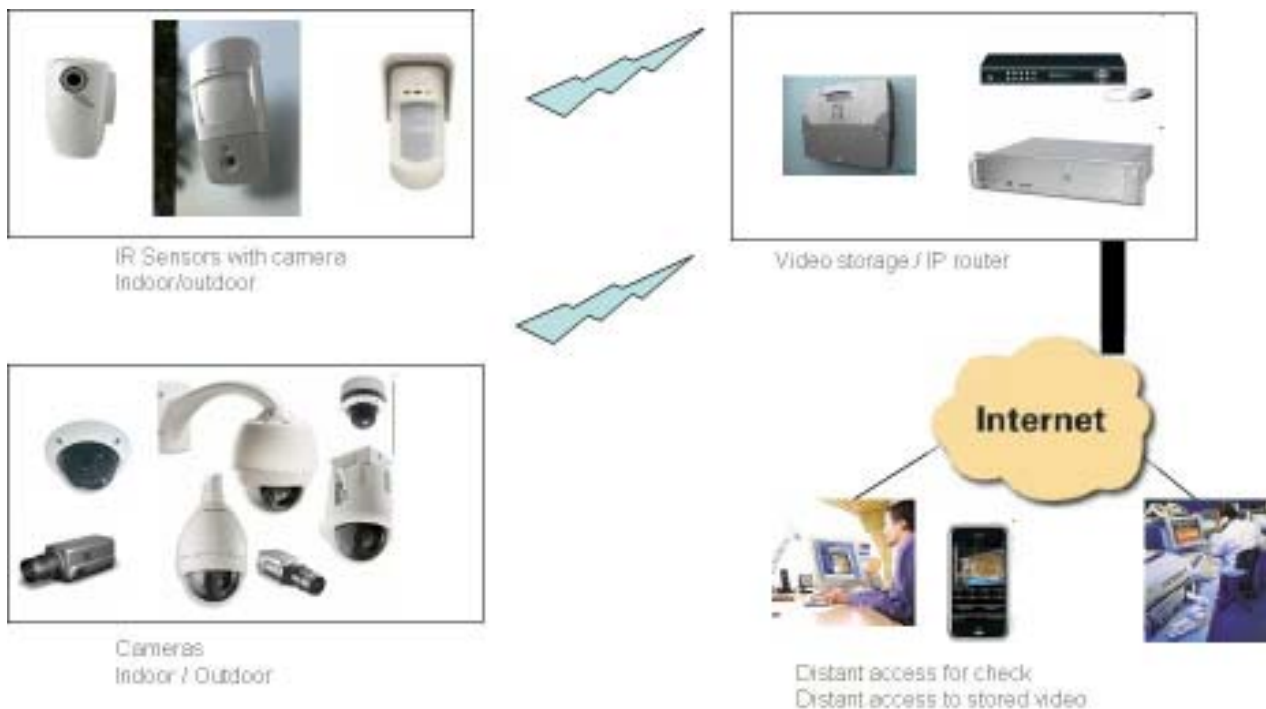 IR Sensors with camera
Indoor/outdoor
Video storage / IP router
Internet
Cameras
Indoor / Outdoor
Distant access for check
Distant access to stored video